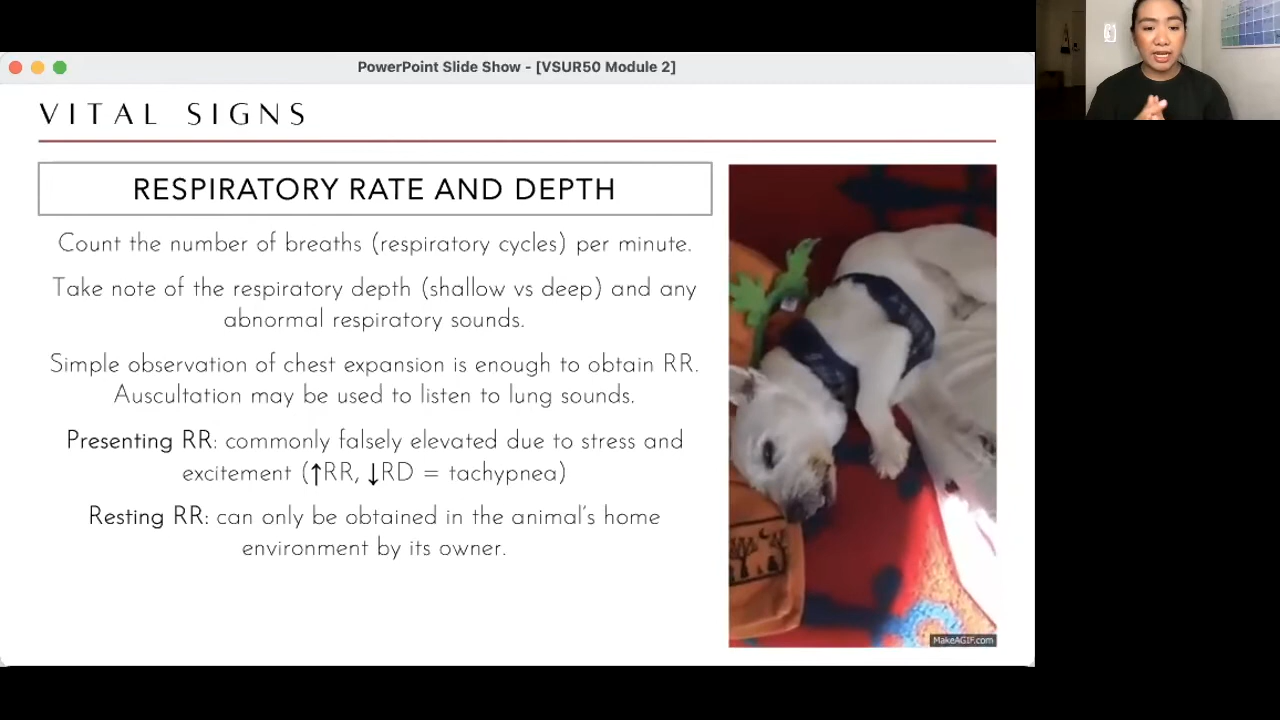 PowerPoint Slide Show - [VSUR50 Module 2]
VITAL SIGNS
RESPIRATORY RATE AND DEPTH
Count the number of breaths (respiratory cycles) per minute.
Take note of the respiratory depth (shallow vs deep) and any
abnormal respiratory sounds.
Simple observation of chest expansion is enough to obtain RR.
Auscultation may be used to listen to lung sounds.
Presenting RR: commonly falsely elevated due to stress and
excitement (↑RR, ↓RD = tachypnea)
Resting RR: can only be obtained in the animal's home
environment by its owner.
MakeAGIF.com